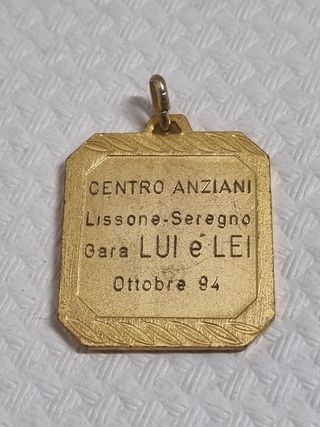 CENTRO ANZIANI
Lissone-Seregno
Gara LUI e LEI
Ottobre 94